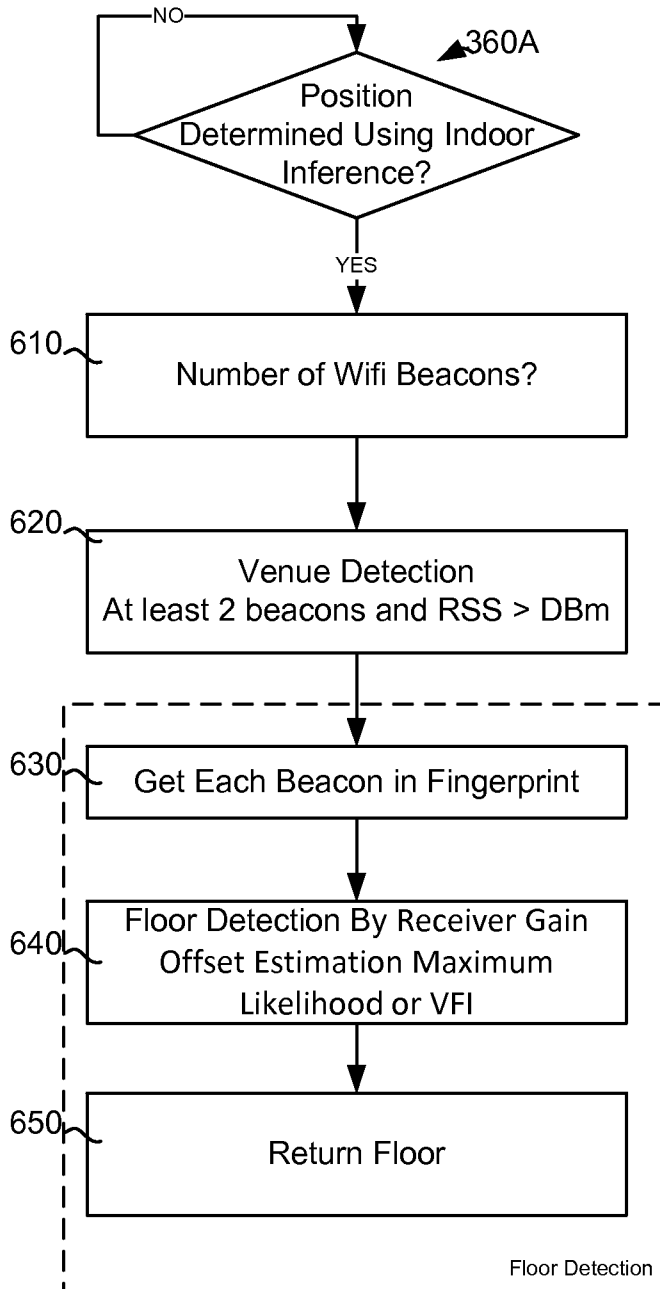 NO
360A
Position
Determined Using Indoor
Inference?
YES
610
Number of Wifi Beacons?
620
Venue Detection
At least 2 beacons and RSS > DBm
630
Get Each Beacon in Fingerprint
640
Floor Detection By Receiver Gain
Offset Estimation Maximum
Likelihood or VFI
650
Return Floor
Floor Detection